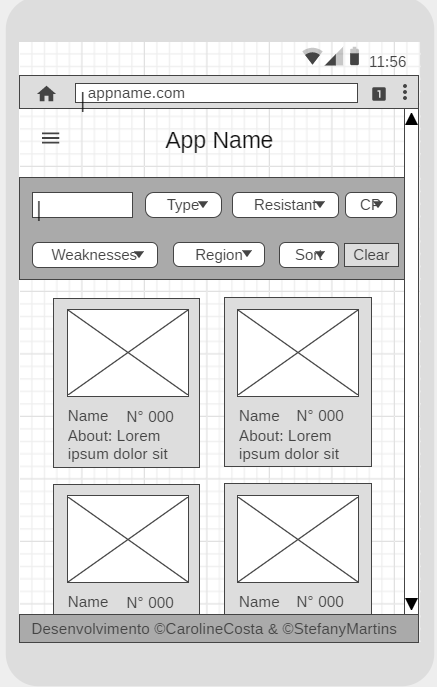 11:56
appname.com
1
App Name
Type Resistant CP
Weaknesses Region Sort Clear
Name N° 000 Name N° 000
About: Lorem About: Lorem
ipsum dolor sit ipsum dolor sit
Name N° 000 Name N° 000
Desenvolvimento ©CarolineCosta & ©StefanyMartins